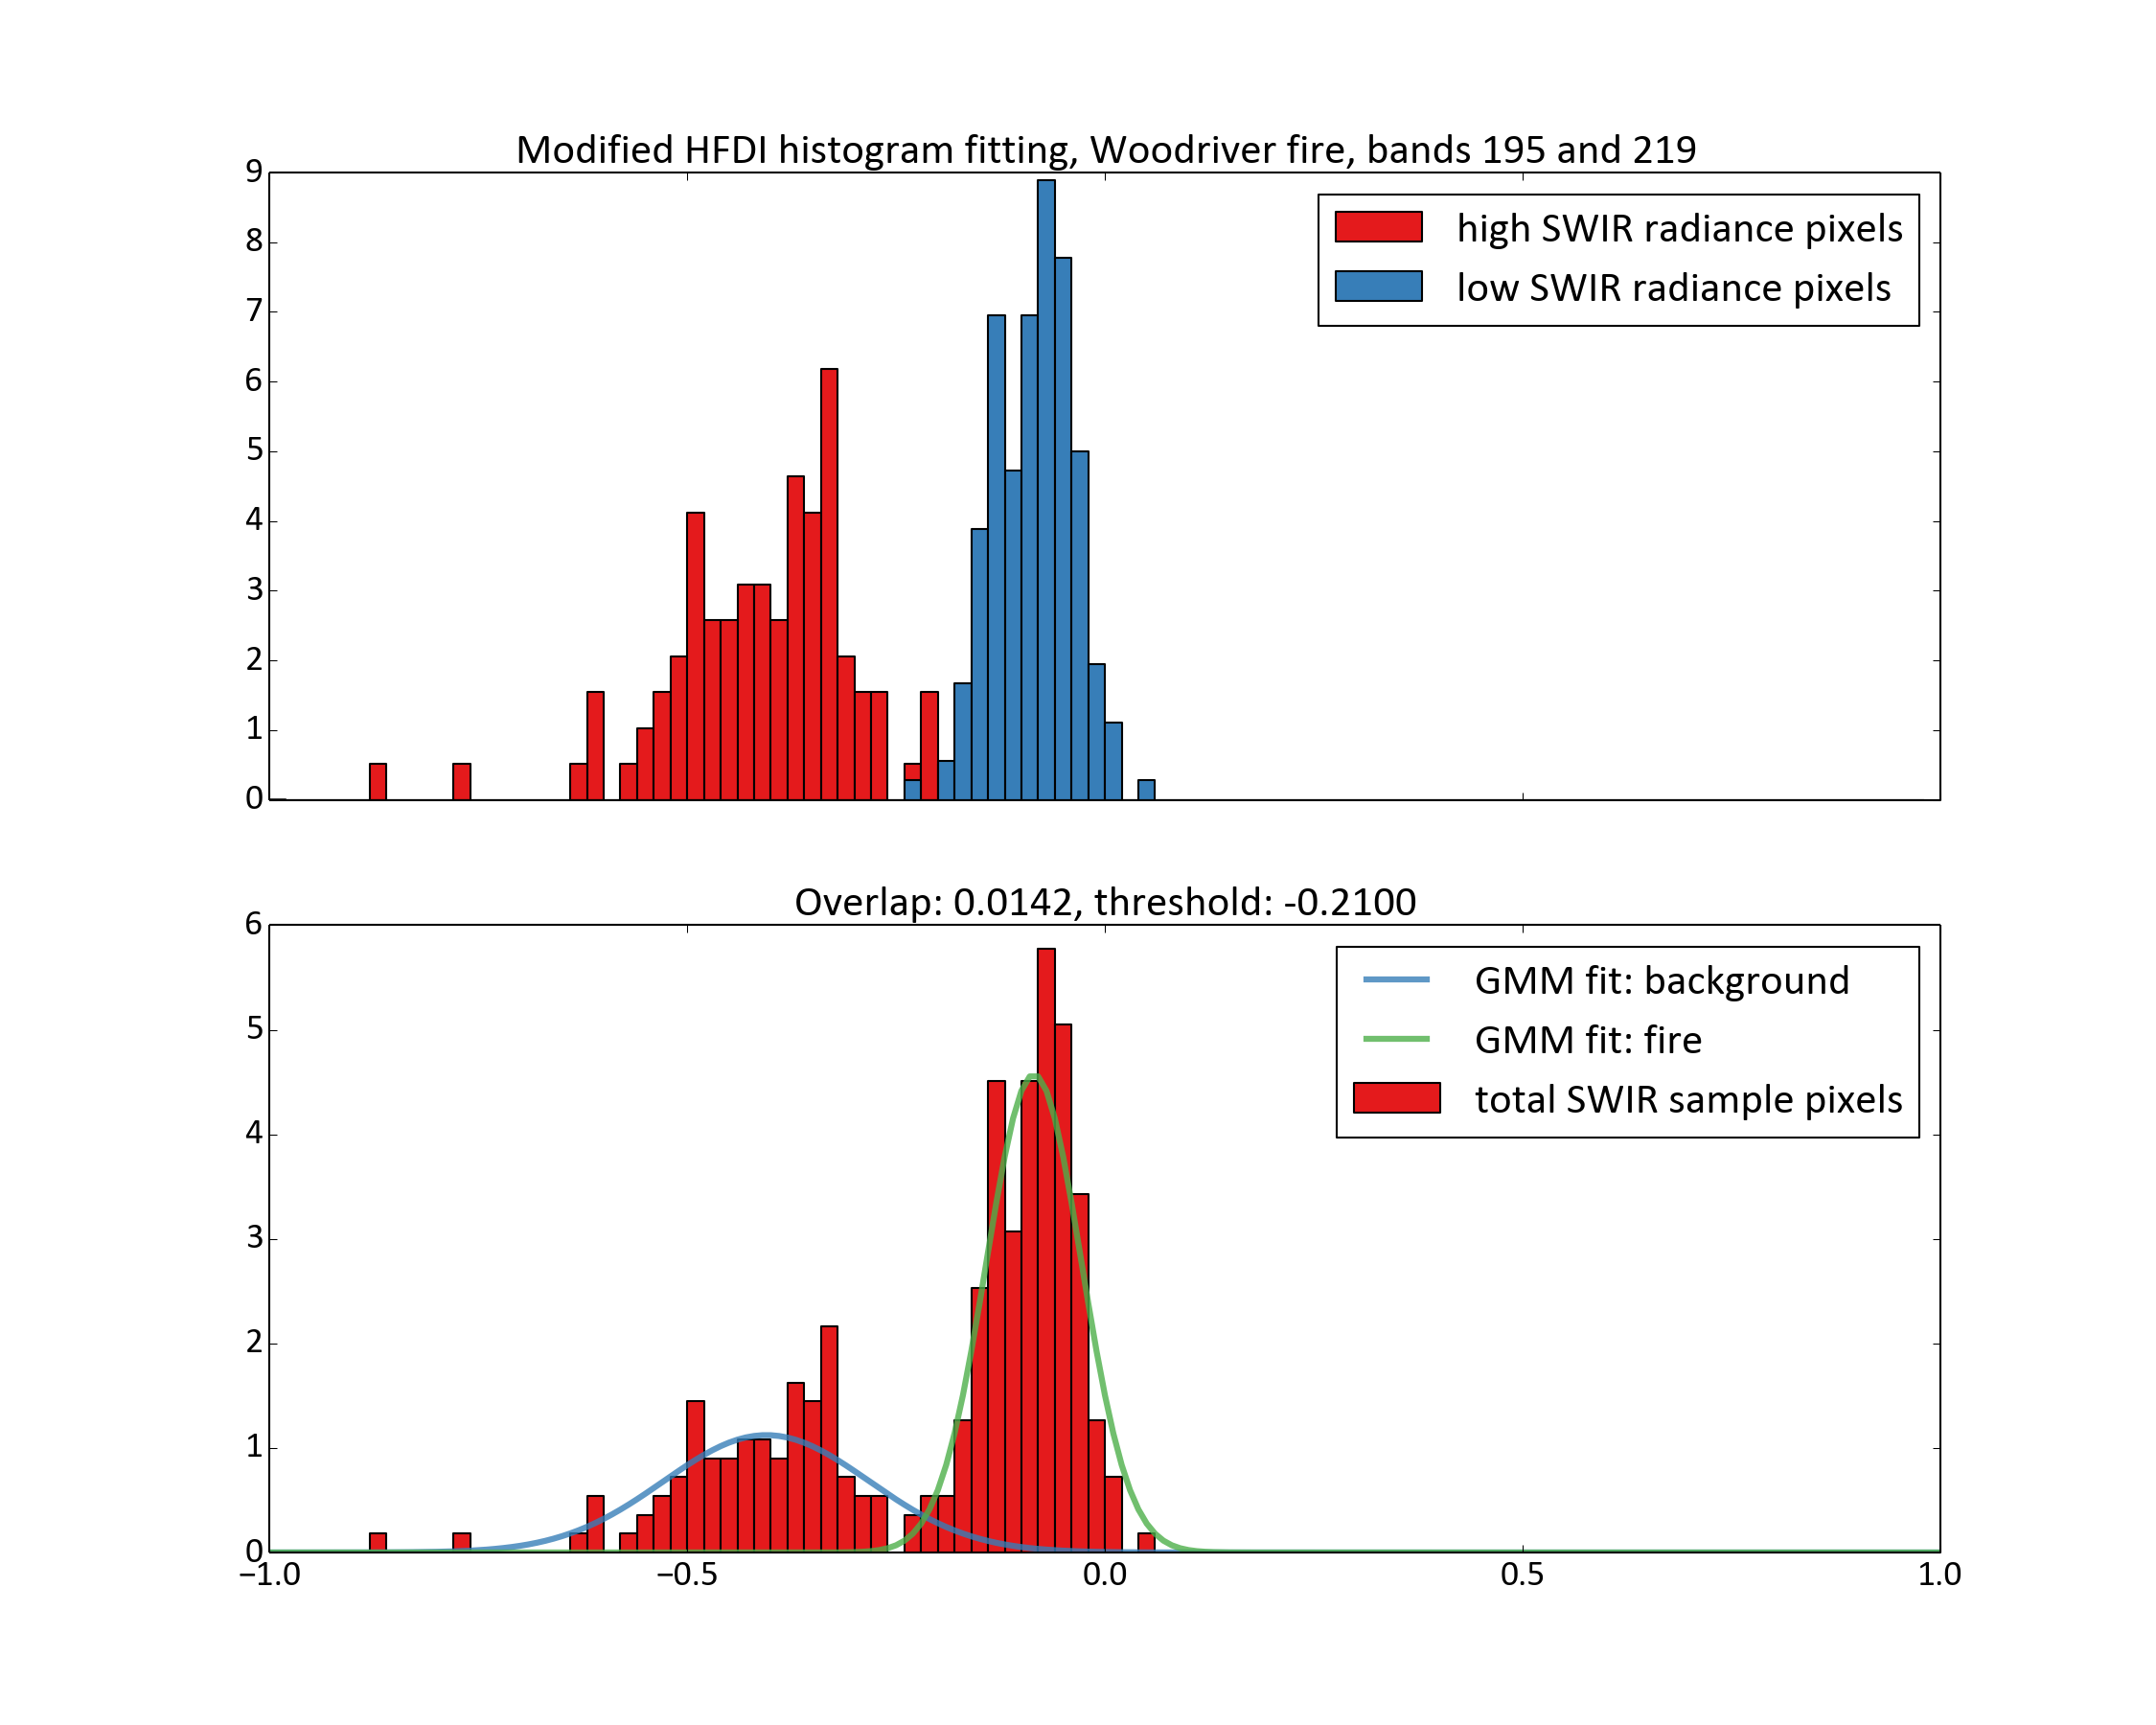 Modified HFDI histogram fitting, Woodriver fire, bands 195 and 219
9
8
7
6
5
4
3
2
1
0
high SWIR radiance pixels
low SWIR radiance pixels
Overlap: 0.0142, threshold: -0.2100
6
5
4
3
2
1
0
GMM fit: background
GMM fit: fire
total SWIR sample pixels
−1.0 −0.5 0.0 0.5 1.0